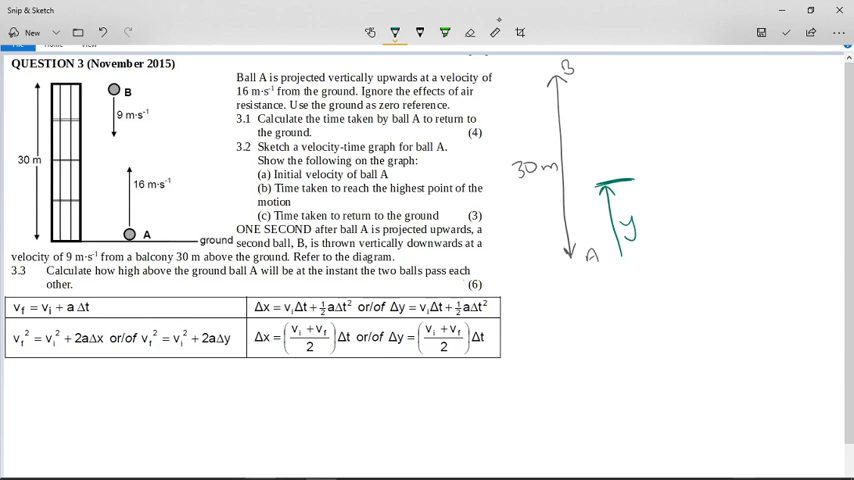 Snip & Sketch
New
QUESTION 3 (November 2015)
B
9 m·s⁻¹
30 m
16 m·s⁻¹
A
ground
Ball A is projected vertically upwards at a velocity of
16 m·s⁻¹ from the ground. Ignore the effects of air
resistance. Use the ground as zero reference.
3.1 Calculate the time taken by ball A to return to
the ground. (4)
3.2 Sketch a velocity-time graph for ball A.
Show the following on the graph:
(a) Initial velocity of ball A
(b) Time taken to reach the highest point of the
motion
(c) Time taken to return to the ground (3)
ONE SECOND after ball A is projected upwards, a
second ball, B, is thrown vertically downwards at a
velocity of 9 m·s⁻¹ from a balcony 30 m above the ground. Refer to the diagram.
3.3 Calculate how high above the ground ball A will be at the instant the two balls pass each
other. (6)
v_f = v_i + a Δt
Δx = v_iΔt + ½aΔt² or/of Δy = v_iΔt + ½aΔt²
v_f² = v_i² + 2aΔx or/of v_f² = v_i² + 2aΔy
Δx = ((v_i + v_f)/2) Δt or/of Δy = ((v_i + v_f)/2) Δt
B
30m
y
A